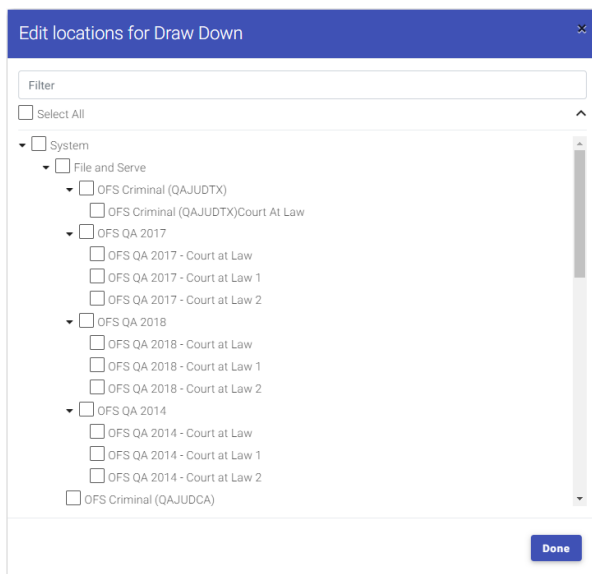 Edit locations for Draw Down
Filter
Select All
System
File and Serve
OFS Criminal (QAJUDTX)
OFS Criminal (QAJUDTX)Court At Law
OFS QA 2017
OFS QA 2017 - Court at Law
OFS QA 2017 - Court at Law 1
OFS QA 2017 - Court at Law 2
OFS QA 2018
OFS QA 2018 - Court at Law
OFS QA 2018 - Court at Law 1
OFS QA 2018 - Court at Law 2
OFS QA 2014
OFS QA 2014 - Court at Law
OFS QA 2014 - Court at Law 1
OFS QA 2014 - Court at Law 2
OFS Criminal (QAJUDCA)
Done